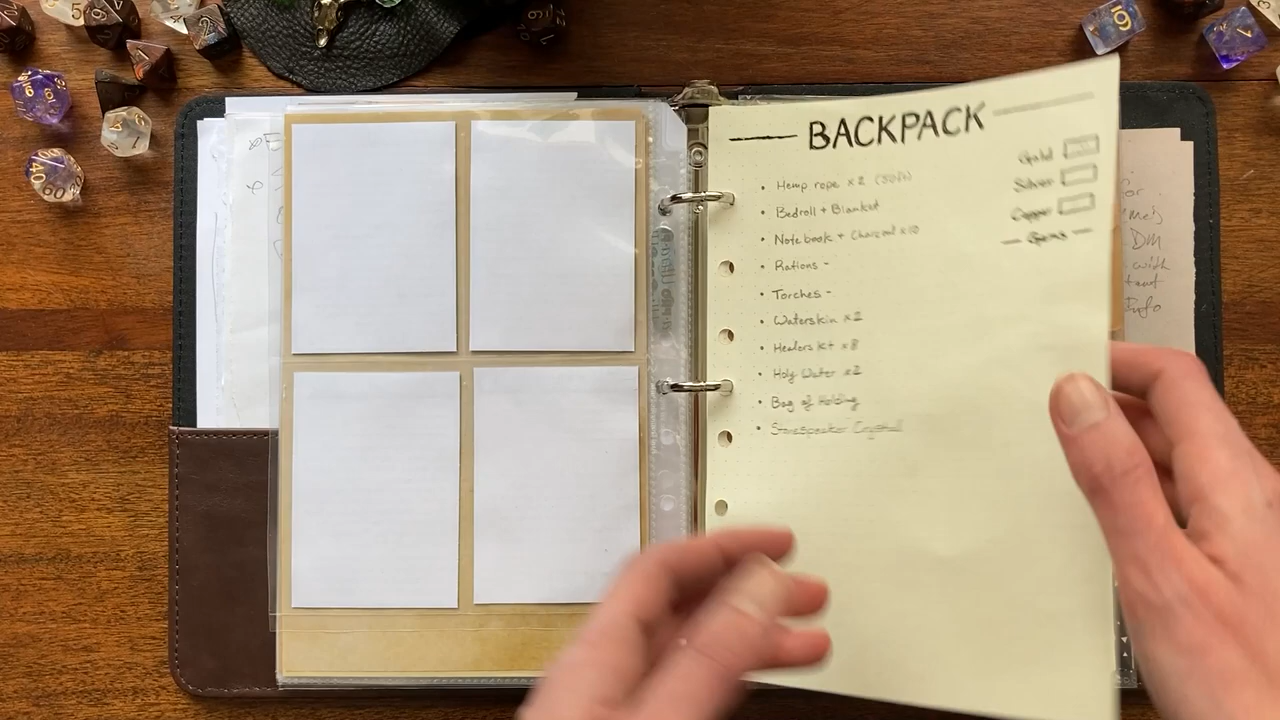 BACKPACK
Gold
Silver
Copper
Gems
• Hemp rope x2 (50ft)
• Bedroll + Blanket
• Notebook + Charcoal x10
• Rations -
• Torches -
• Waterskin x2
• Healers Kit x8
• Holy Water x2
• Bag of Holding
• Crystal
DM
with
Info